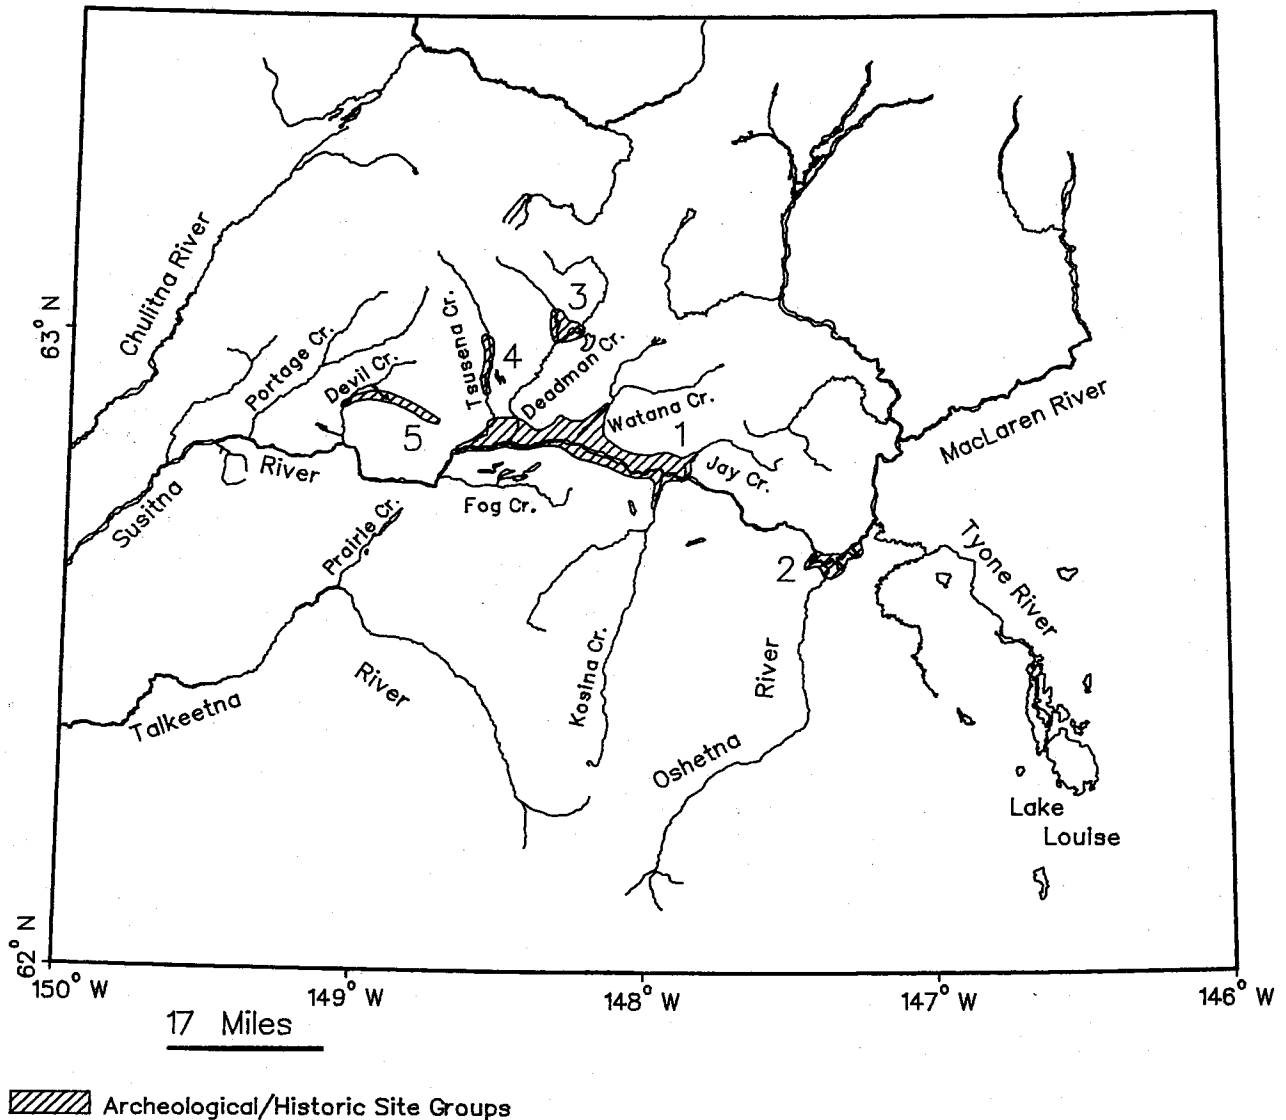 Chulitna River
63° N
3
Tsusena Cr.
4
Portage Cr.
Devil Cr.
Deadman Cr.
Watana Cr.
MacLaren River
5
1
River
Jay Cr.
Susitna
Fog Cr.
Prairie Cr.
2
Tyone River
River
Kosina Cr.
River
Talkeetna
Oshetna
Lake
Louise
62° N
150° W
149° W
148° W
147° W
146° W
17 Miles
Archeological/Historic Site Groups